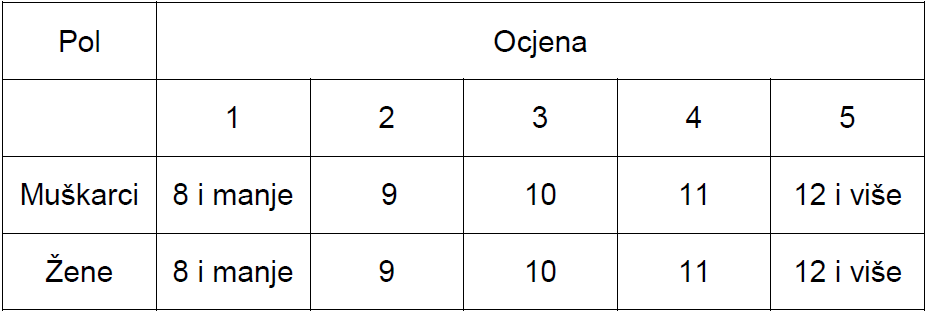 Pol Ocjena
1 2 3 4 5
Muškarci 8 i manje 9 10 11 12 i više
Žene 8 i manje 9 10 11 12 i više